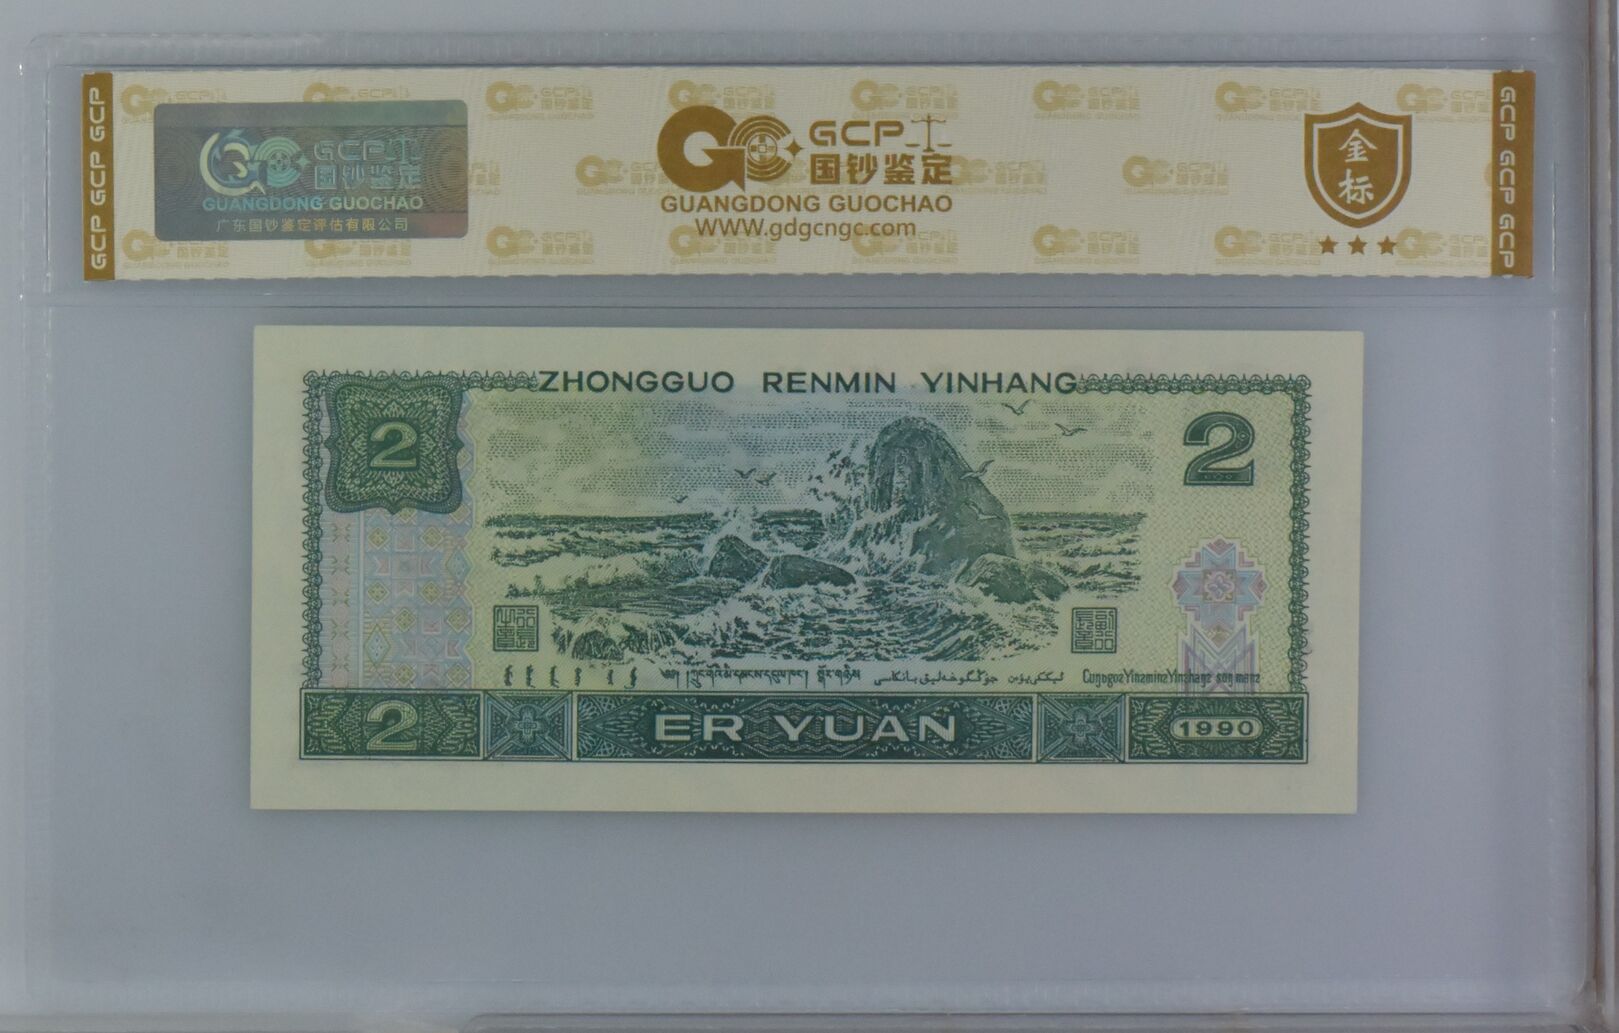 GCP GCP GCP
GCP
国钞鉴定
GUANGDONG GUOCHAO
广东国钞鉴定评估有限公司
GCP
国钞鉴定
GUANGDONG GUOCHAO
WWW.gdgcngc.com
金标
GCP GCP GCP
ZHONGGUO RENMIN YINHANG
2
2
2
ER YUAN
1990